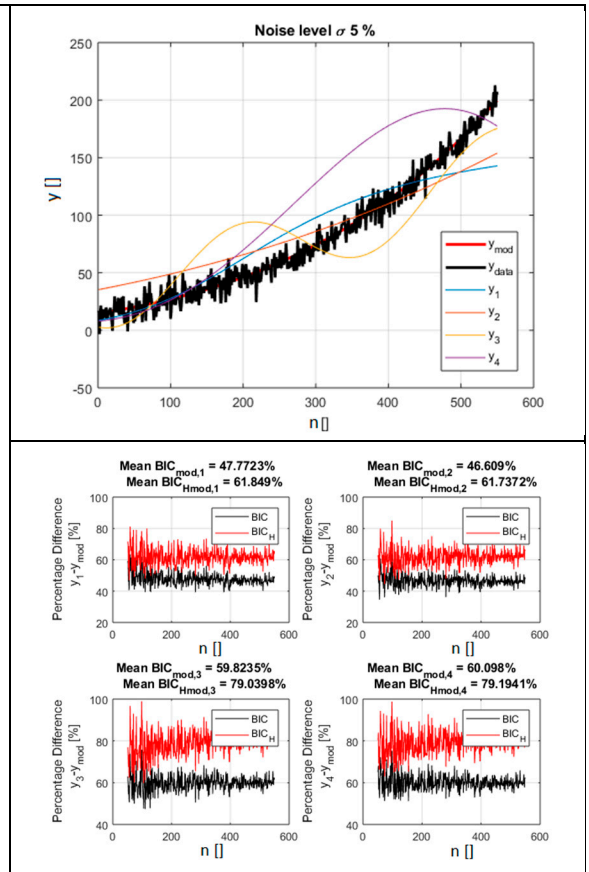 Noise level σ 5 %
250
200
150
100
50
0
-50
y []
0 100 200 300 400 500 600
n []
y_mod
y_data
y_1
y_2
y_3
y_4
Mean BIC_mod,1 = 47.7723%
Mean BIC_Hmod,1 = 61.849%
100
80
60
40
20
Percentage Difference
y_1-y_mod [%]
BIC
BIC_H
0 200 400 600
n []
Mean BIC_mod,2 = 46.609%
Mean BIC_Hmod,2 = 61.7372%
100
80
60
40
20
Percentage Difference
y_2-y_mod [%]
BIC
BIC_H
0 200 400 600
n []
Mean BIC_mod,3 = 59.8235%
Mean BIC_Hmod,3 = 79.0398%
100
80
60
40
Percentage Difference
y_3-y_mod [%]
BIC
BIC_H
0 200 400 600
n []
Mean BIC_mod,4 = 60.098%
Mean BIC_Hmod,4 = 79.1941%
100
80
60
40
Percentage Difference
y_4-y_mod [%]
BIC
BIC_H
0 200 400 600
n []